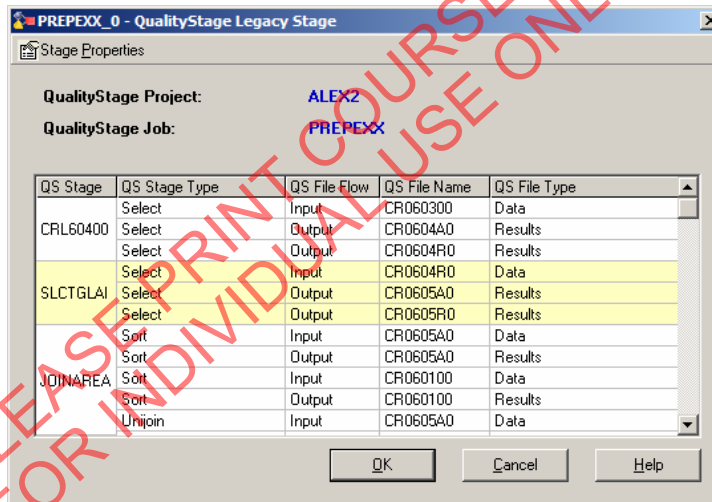 PREPEXX_0 - QualityStage Legacy Stage
Stage Properties
QualityStage Project: ALEX2
QualityStage Job: PREPEXX
QS Stage QS Stage Type QS File Flow QS File Name QS File Type
Select Input CR060300 Data
CRL60400 Select Output CR0604A0 Results
Select Output CR0604R0 Results
Select Input CR0604R0 Data
SLCTGLAI Select Output CR0605A0 Results
Select Output CR0605R0 Results
Sort Input CR0605A0 Data
Sort Output CR0605A0 Results
JOINAREA Sort Input CR060100 Data
Sort Output CR060100 Results
Unijoin Input CR0605A0 Data
OK Cancel Help
EASE PRINT COURSE
FOR INDIVIDUAL USE ONL